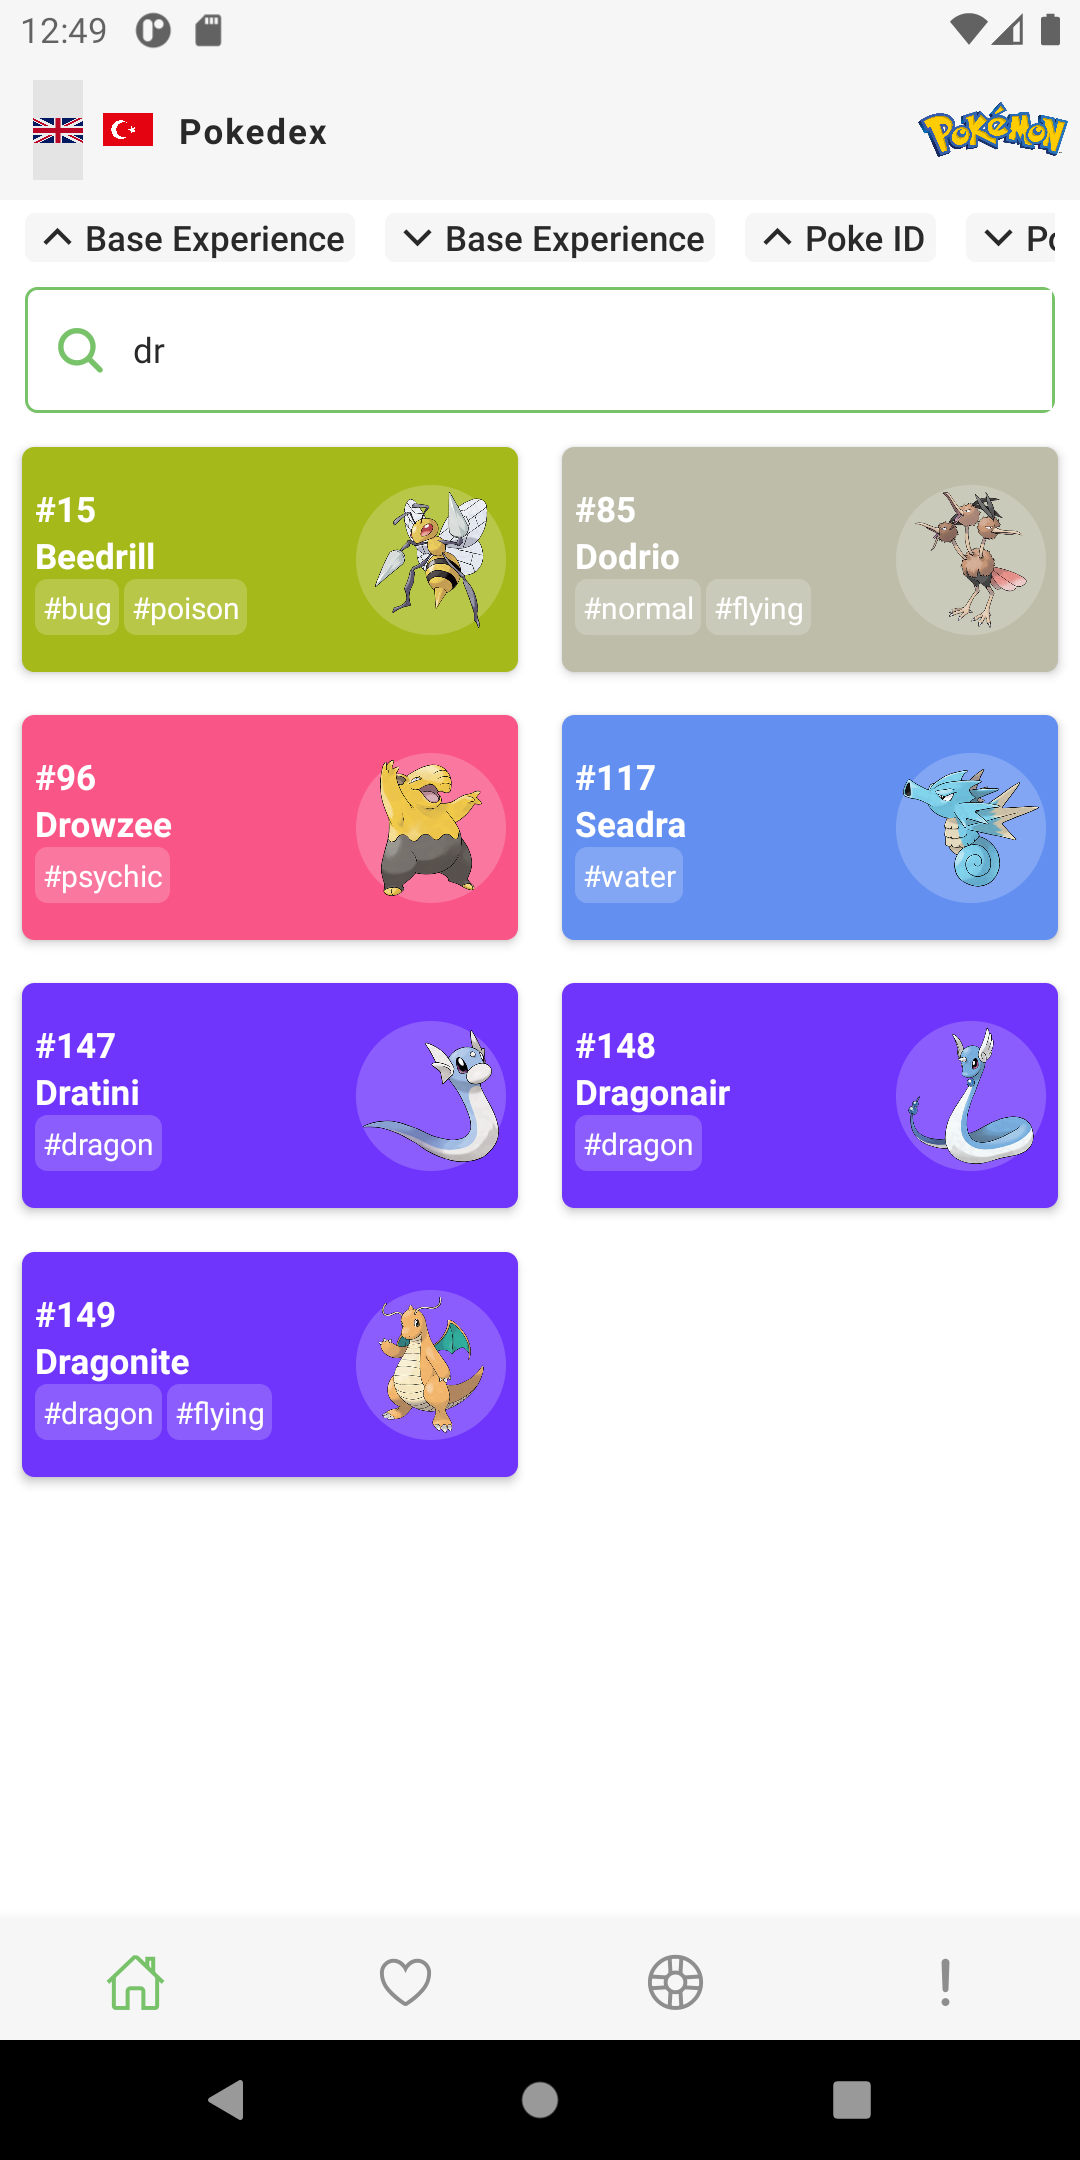 12:49
Pokedex
Pokémon
Base Experience
Base Experience
Poke ID
Po
dr
#15
Beedrill
#bug #poison
#85
Dodrio
#normal #flying
#96
Drowzee
#psychic
#117
Seadra
#water
#147
Dratini
#dragon
#148
Dragonair
#dragon
#149
Dragonite
#dragon #flying